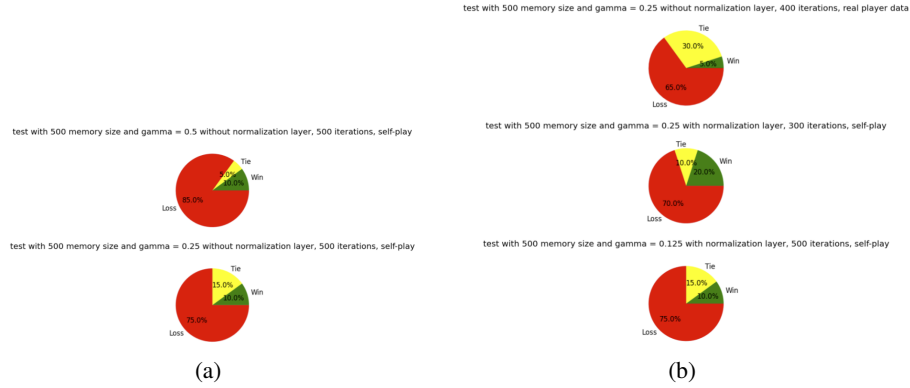 test with 500 memory size and gamma = 0.5 without normalization layer, 500 iterations, self-play
Tie
5.0%
Win
10.0%
85.0%
Loss
test with 500 memory size and gamma = 0.25 without normalization layer, 500 iterations, self-play
Tie
15.0%
Win
10.0%
75.0%
Loss
(a)
test with 500 memory size and gamma = 0.25 without normalization layer, 400 iterations, real player data
Tie
30.0%
Win
5.0%
65.0%
Loss
test with 500 memory size and gamma = 0.25 with normalization layer, 300 iterations, self-play
Tie
10.0%
Win
20.0%
70.0%
Loss
test with 500 memory size and gamma = 0.125 with normalization layer, 500 iterations, self-play
Tie
15.0%
Win
10.0%
75.0%
Loss
(b)